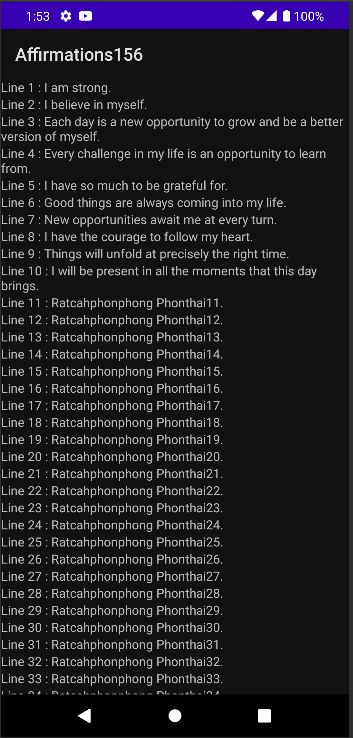 1:53 100%
Affirmations156
Line 1 : I am strong.
Line 2 : I believe in myself.
Line 3 : Each day is a new opportunity to grow and be a better
version of myself.
Line 4 : Every challenge in my life is an opportunity to learn
from.
Line 5 : I have so much to be grateful for.
Line 6 : Good things are always coming into my life.
Line 7 : New opportunities await me at every turn.
Line 8 : I have the courage to follow my heart.
Line 9 : Things will unfold at precisely the right time.
Line 10 : I will be present in all the moments that this day
brings.
Line 11 : Ratcahphonphong Phonthai11.
Line 12 : Ratcahphonphong Phonthai12.
Line 13 : Ratcahphonphong Phonthai13.
Line 14 : Ratcahphonphong Phonthai14.
Line 15 : Ratcahphonphong Phonthai15.
Line 16 : Ratcahphonphong Phonthai16.
Line 17 : Ratcahphonphong Phonthai17.
Line 18 : Ratcahphonphong Phonthai18.
Line 19 : Ratcahphonphong Phonthai19.
Line 20 : Ratcahphonphong Phonthai20.
Line 21 : Ratcahphonphong Phonthai21.
Line 22 : Ratcahphonphong Phonthai22.
Line 23 : Ratcahphonphong Phonthai23.
Line 24 : Ratcahphonphong Phonthai24.
Line 25 : Ratcahphonphong Phonthai25.
Line 26 : Ratcahphonphong Phonthai26.
Line 27 : Ratcahphonphong Phonthai27.
Line 28 : Ratcahphonphong Phonthai28.
Line 29 : Ratcahphonphong Phonthai29.
Line 30 : Ratcahphonphong Phonthai30.
Line 31 : Ratcahphonphong Phonthai31.
Line 32 : Ratcahphonphong Phonthai32.
Line 33 : Ratcahphonphong Phonthai33.